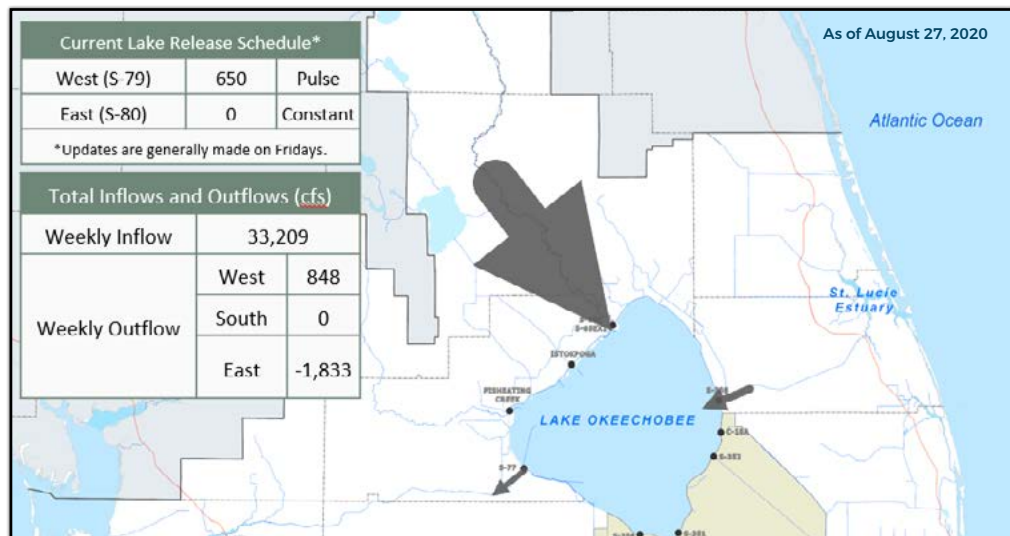 As of August 27, 2020
Current Lake Release Schedule*
West (S-79) 650 Pulse
East (S-80) 0 Constant
*Updates are generally made on Fridays.
Total Inflows and Outflows (cfs)
Weekly Inflow 33,209
Weekly Outflow
West 848
South 0
East -1,833
Atlantic Ocean
St. Lucie
Estuary
ISTOKPOGA
FISHEATING
CREEK
LAKE OKEECHOBEE
S-77
C-10A
S-352
S-351